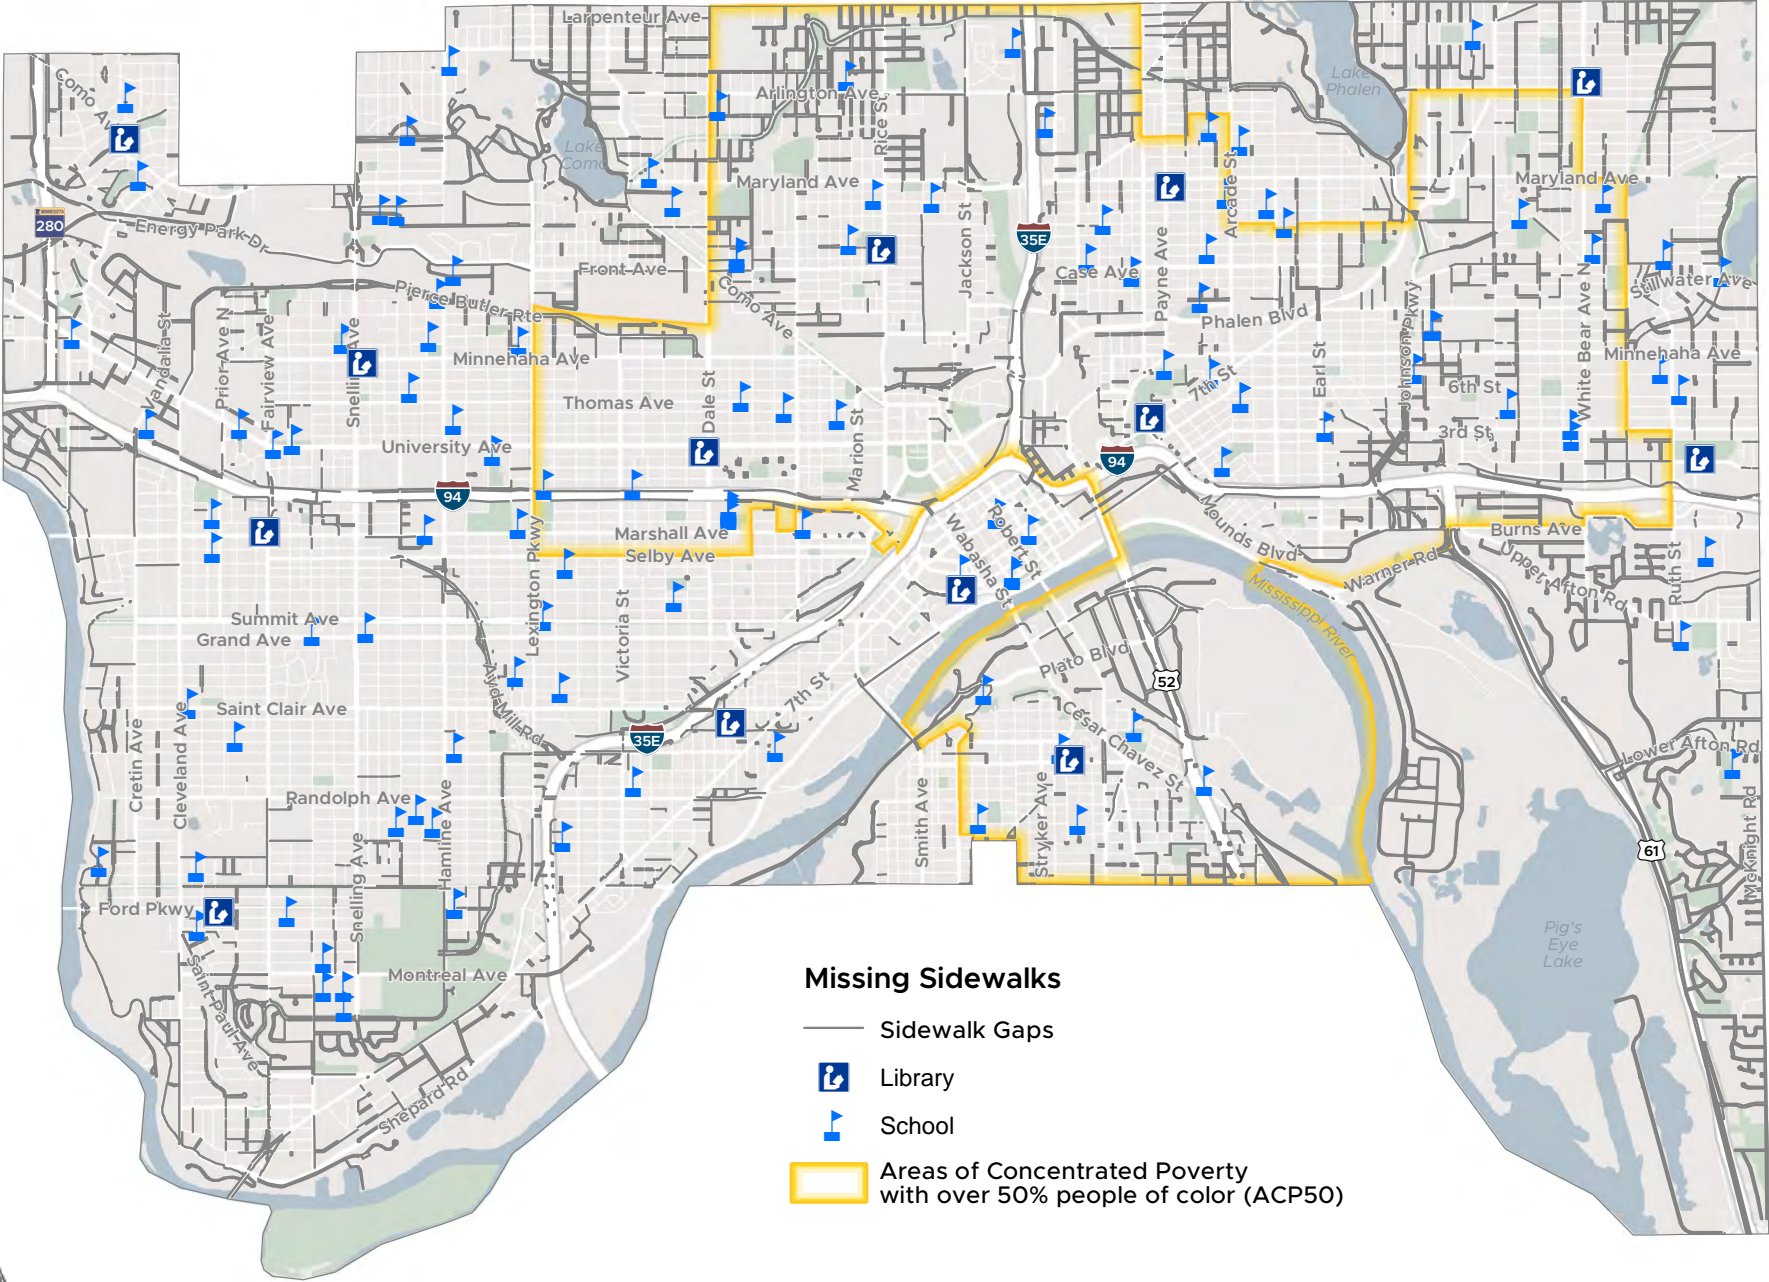 Larpenteur Ave
Como Av
Arlington Ave
Rice St
Lake
Phalen
Lake
Como
Maryland Ave
Maryland Ave
Arcade St
MINNESOTA
280
Energy Park Dr
Jackson St
35E
Front Ave
Case Ave
Payne Ave
Como Ave
Pierce Butler Rte
Phalen Blvd
Johnson Pkwy
White Bear Ave N
Stillwater Ave
Vandalia St
Prior Ave N
Fairview Ave
Snelling Ave
Minnehaha Ave
Minnehaha Ave
Earl St
7th St
6th St
Dale St
Thomas Ave
Marion St
3rd St
University Ave
94
94
Lexington Pkwy
Marshall Ave
Selby Ave
Wabasha St
Robert St
Mounds Blvd
Burns Ave
Warner Rd
Upper Afton Rd
Ruth St
Mississippi River
Summit Ave
Grand Ave
Victoria St
Ayd Mill Rd
Plato Blvd
52
7th St
Saint Clair Ave
César Chavez St
35E
Cretin Ave
Cleveland Ave
Lower Afton Rd
Randolph Ave
Hamline Ave
Smith Ave
Stryker Ave
McKnight Rd
61
Snelling Ave
Ford Pkwy
Pig's
Eye
Lake
Montreal Ave
Saint Paul Ave
Shepard Rd
Missing Sidewalks
Sidewalk Gaps
Library
School
Areas of Concentrated Poverty
with over 50% people of color (ACP50)